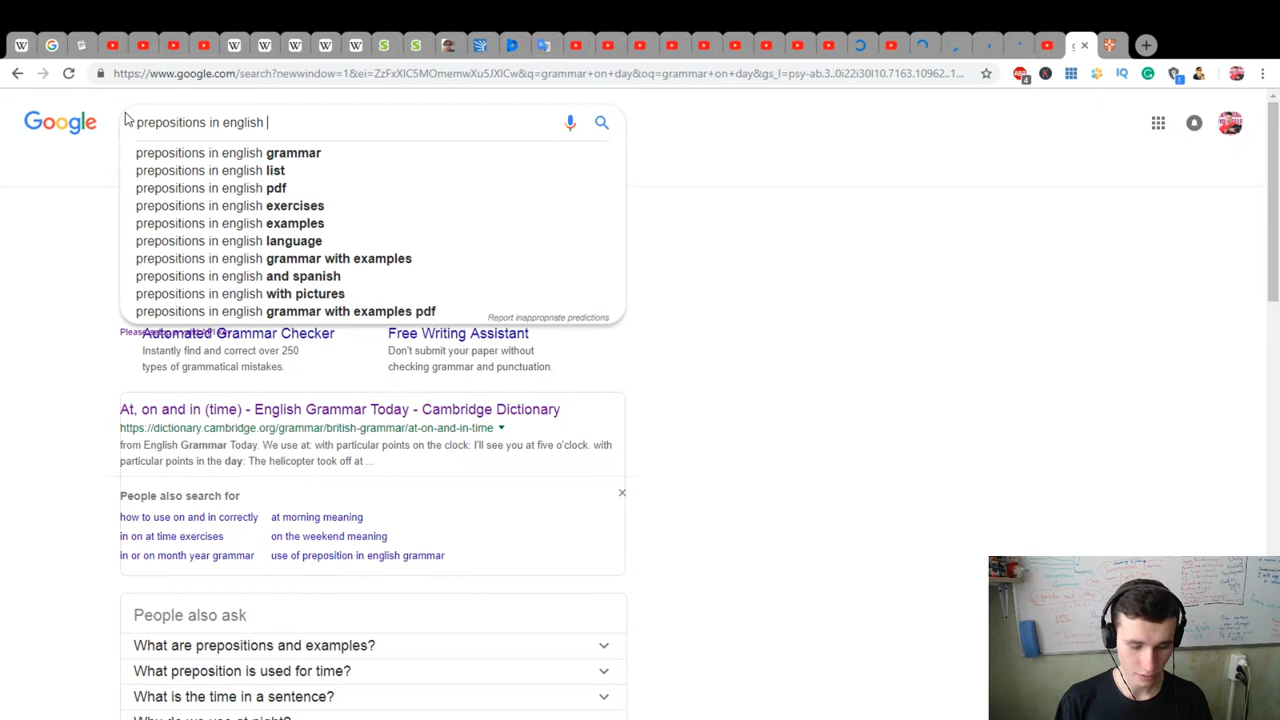 https://www.google.com/search?newwindow=1&ei=ZzFxXIC5MOmemwXu5JXICw&q=grammar+on+day&oq=grammar+on+day&gs_l=psy-ab.3..0i22i30l10.7163.10962...
Google
prepositions in english
prepositions in english grammar
prepositions in english list
prepositions in english pdf
prepositions in english exercises
prepositions in english examples
prepositions in english language
prepositions in english grammar with examples
prepositions in english and spanish
prepositions in english with pictures
prepositions in english grammar with examples pdf
Report inappropriate predictions
Automated Grammar Checker
Instantly find and correct over 250
types of grammatical mistakes.
Free Writing Assistant
Don't submit your paper without
checking grammar and punctuation.
At, on and in (time) - English Grammar Today - Cambridge Dictionary
https://dictionary.cambridge.org/grammar/british-grammar/at-on-and-in-time
from English Grammar Today. We use at: with particular points on the clock: I'll see you at five o'clock. with
particular points in the day: The helicopter took off at ...
People also search for
how to use on and in correctly
at morning meaning
in on at time exercises
on the weekend meaning
in or on month year grammar
use of preposition in english grammar
People also ask
What are prepositions and examples?
What preposition is used for time?
What is the time in a sentence?
Why do we use at night?